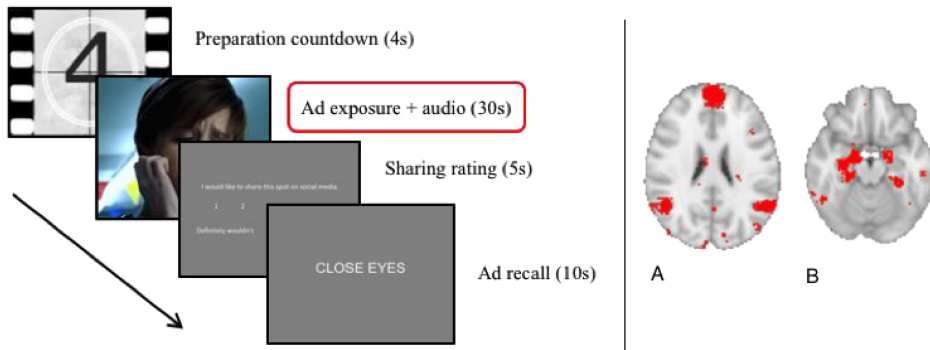 4
Preparation countdown (4s)
Ad exposure + audio (30s)
I would like to share this spot on social media.
1 2
Definitely wouldn't
Sharing rating (5s)
CLOSE EYES
Ad recall (10s)
A B